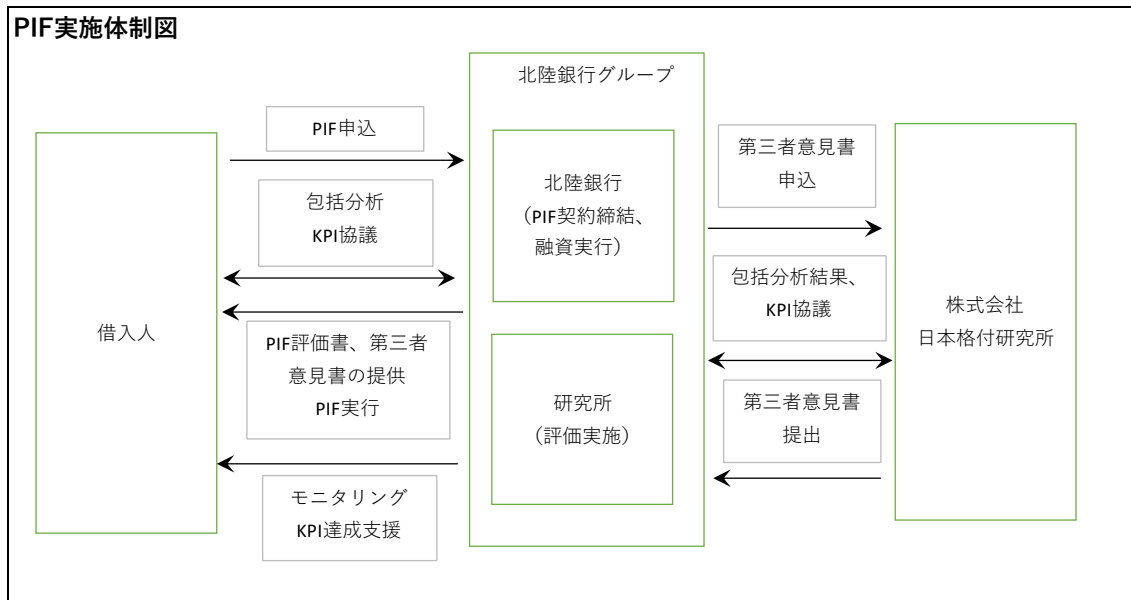 PIF実施体制図
北陸銀行グループ
PIF申込
包括分析
KPI協議
借入人
PIF評価書、第三者
意見書の提供
PIF実行
モニタリング
KPI達成支援
北陸銀行
（PIF契約締結、
融資実行）
研究所
（評価実施）
第三者意見書
申込
包括分析結果、
KPI協議
第三者意見書
提出
株式会社
日本格付研究所